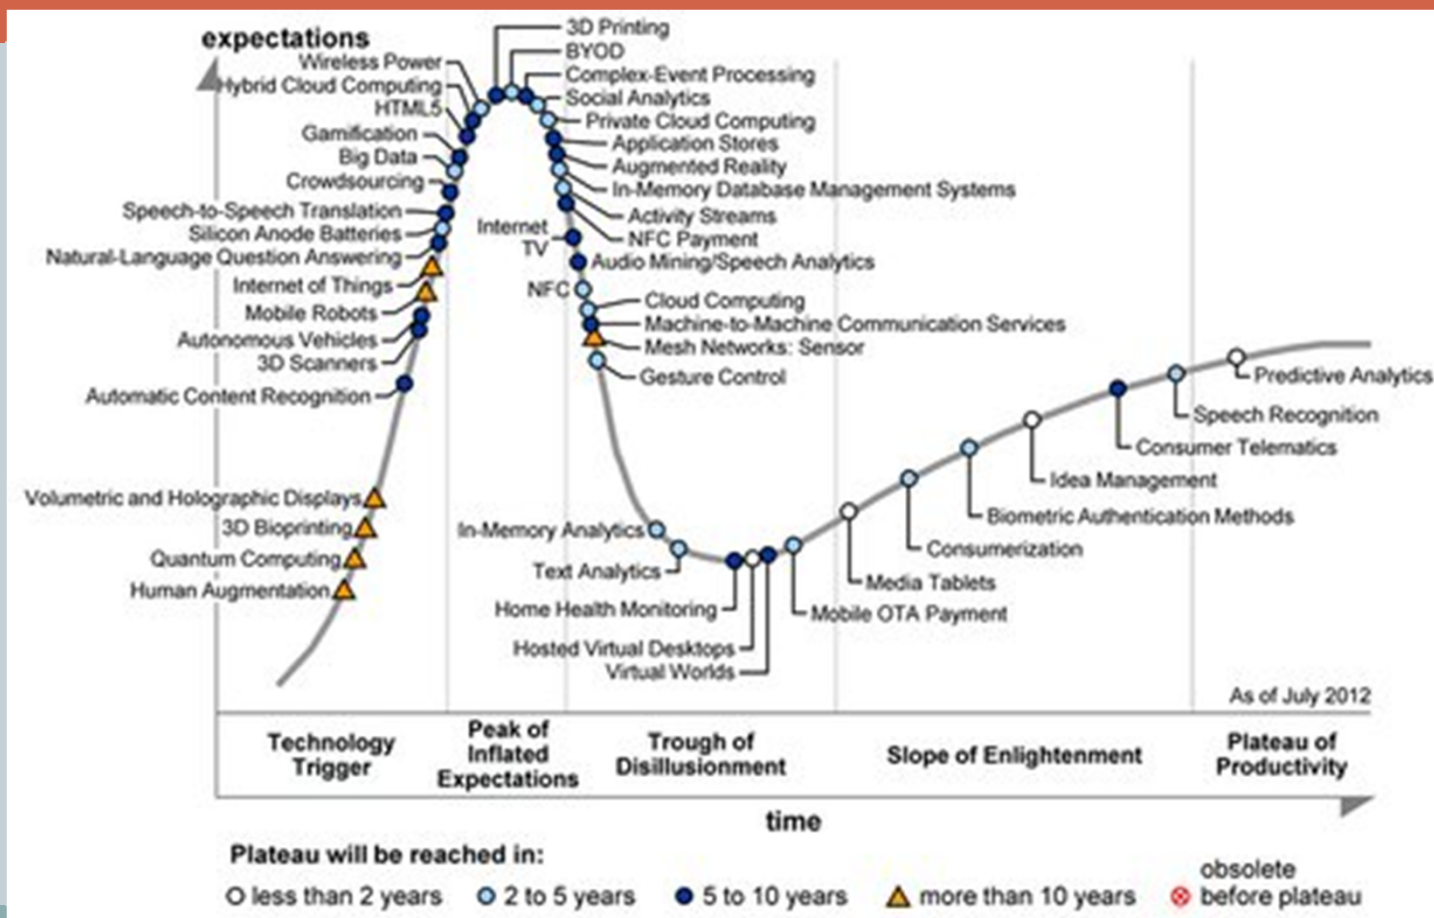 expectations
3D Printing
BYOD
Wireless Power
Complex-Event Processing
Hybrid Cloud Computing
Social Analytics
HTML5
Private Cloud Computing
Gamification
Application Stores
Big Data
Augmented Reality
Crowdsourcing
In-Memory Database Management Systems
Speech-to-Speech Translation
Activity Streams
Silicon Anode Batteries
Internet
TV
NFC Payment
Natural-Language Question Answering
Audio Mining/Speech Analytics
Internet of Things
NFC
Cloud Computing
Mobile Robots
Machine-to-Machine Communication Services
Autonomous Vehicles
Mesh Networks: Sensor
3D Scanners
Gesture Control
Automatic Content Recognition
Predictive Analytics
Speech Recognition
Consumer Telematics
Idea Management
Volumetric and Holographic Displays
Biometric Authentication Methods
3D Bioprinting
In-Memory Analytics
Consumerization
Quantum Computing
Text Analytics
Media Tablets
Human Augmentation
Home Health Monitoring
Mobile OTA Payment
Hosted Virtual Desktops
Virtual Worlds
As of July 2012
Technology
Trigger
Peak of
Inflated
Expectations
Trough of
Disillusionment
Slope of Enlightenment
Plateau of
Productivity
time
Plateau will be reached in:
less than 2 years
2 to 5 years
5 to 10 years
more than 10 years
obsolete
before plateau